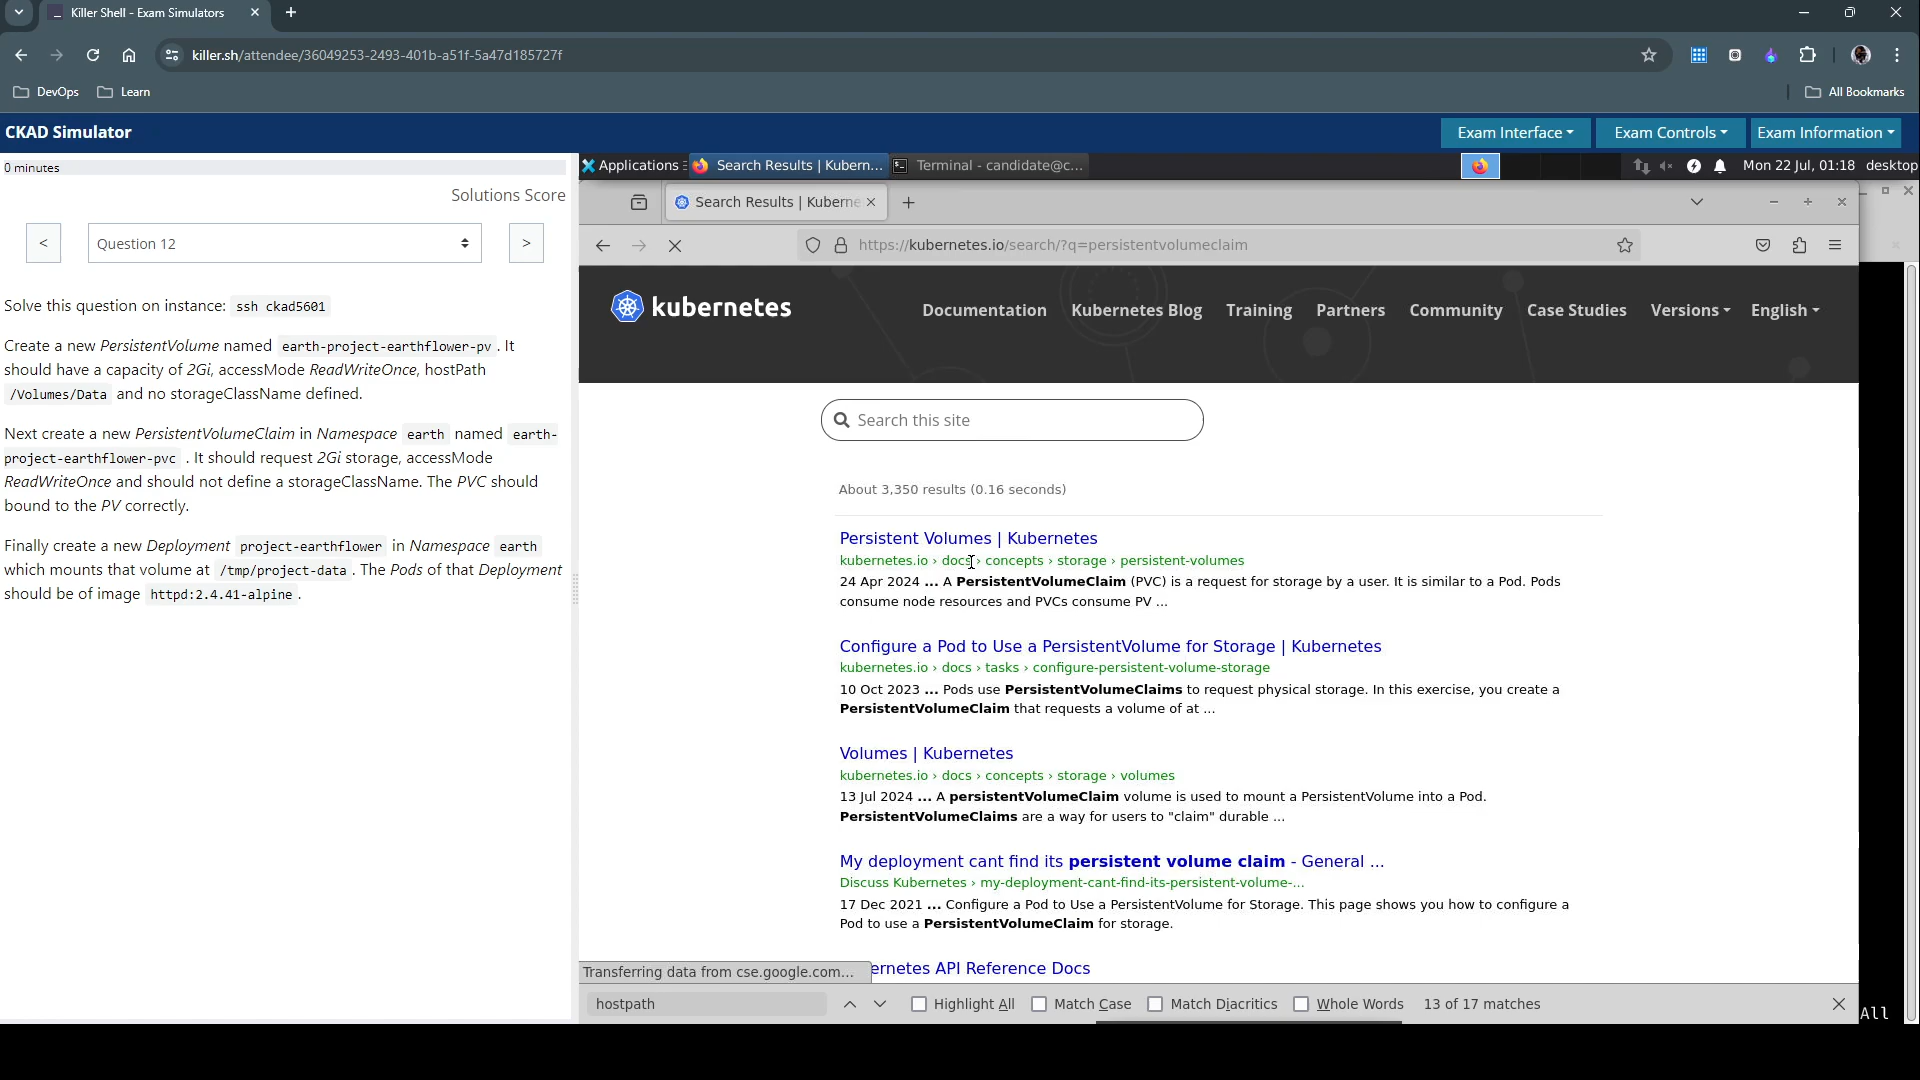 Killer Shell - Exam Simulators
killer.sh/attendee/36049253-2493-401b-a51f-5a47d185727f
DevOps
Learn
All Bookmarks
CKAD Simulator
Exam Interface
Exam Controls
Exam Information
0 minutes
Solutions Score
<
Question 12
>
Solve this question on instance: ssh ckad5601
Create a new PersistentVolume named earth-project-earthflower-pv . It
should have a capacity of 2Gi, accessMode ReadWriteOnce, hostPath
/Volumes/Data and no storageClassName defined.
Next create a new PersistentVolumeClaim in Namespace earth named earth-
project-earthflower-pvc . It should request 2Gi storage, accessMode
ReadWriteOnce and should not define a storageClassName. The PVC should
bound to the PV correctly.
Finally create a new Deployment project-earthflower in Namespace earth
which mounts that volume at /tmp/project-data . The Pods of that Deployment
should be of image httpd:2.4.41-alpine .
Applications
Search Results | Kubern...
Terminal - candidate@c...
Mon 22 Jul, 01:18
desktop
Search Results | Kuberne
https://kubernetes.io/search/?q=persistentvolumeclaim
kubernetes
Documentation
Kubernetes Blog
Training
Partners
Community
Case Studies
Versions
English
Search this site
About 3,350 results (0.16 seconds)
Persistent Volumes | Kubernetes
kubernetes.io › docs › concepts › storage › persistent-volumes
24 Apr 2024 ... A PersistentVolumeClaim (PVC) is a request for storage by a user. It is similar to a Pod. Pods
consume node resources and PVCs consume PV ...
Configure a Pod to Use a PersistentVolume for Storage | Kubernetes
kubernetes.io › docs › tasks › configure-persistent-volume-storage
10 Oct 2023 ... Pods use PersistentVolumeClaims to request physical storage. In this exercise, you create a
PersistentVolumeClaim that requests a volume of at ...
Volumes | Kubernetes
kubernetes.io › docs › concepts › storage › volumes
13 Jul 2024 ... A persistentVolumeClaim volume is used to mount a PersistentVolume into a Pod.
PersistentVolumeClaims are a way for users to "claim" durable ...
My deployment cant find its persistent volume claim - General ...
Discuss Kubernetes › my-deployment-cant-find-its-persistent-volume-...
17 Dec 2021 ... Configure a Pod to Use a PersistentVolume for Storage. This page shows you how to configure a
Pod to use a PersistentVolumeClaim for storage.
ernetes API Reference Docs
Transferring data from cse.google.com...
hostpath
Highlight All
Match Case
Match Diacritics
Whole Words
13 of 17 matches
All